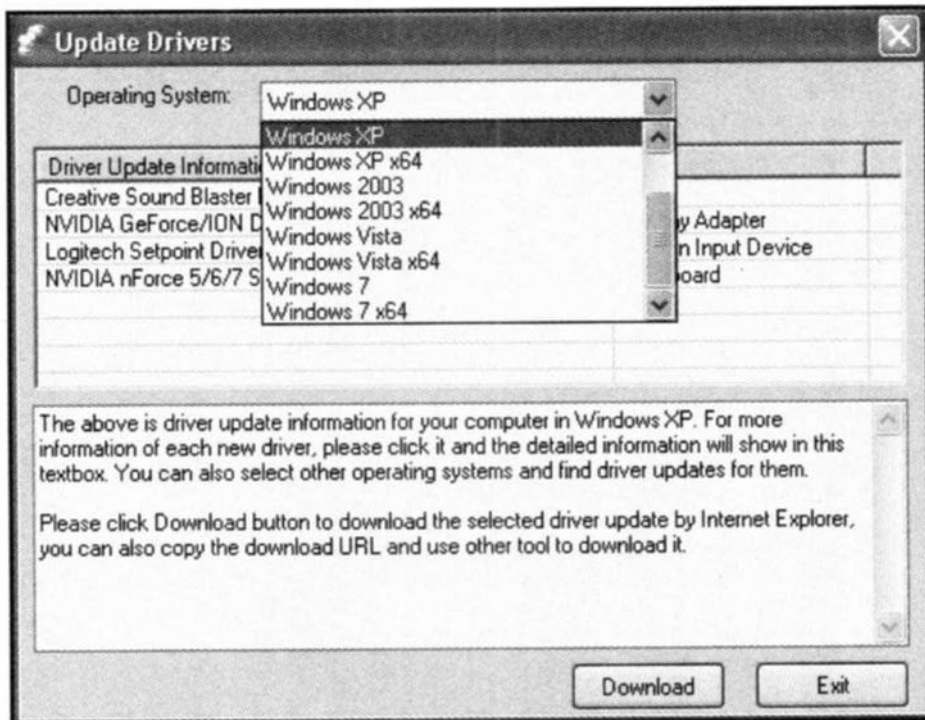 Update Drivers
Operating System: Windows XP
Windows XP
Windows XP x64
Windows 2003
Windows 2003 x64
Windows Vista
Windows Vista x64
Windows 7
Windows 7 x64
Driver Update
Creative Sound Blaster
NVIDIA GeForce/ION D
Logitech Setpoint Driver
NVIDIA nForce 5/6/7 S
Adapter
Input Device
The above is driver update information for your computer in Windows XP. For more
information of each new driver, please click it and the detailed information will show in this
textbox. You can also select other operating systems and find driver updates for them.
Please click Download button to download the selected driver update by Internet Explorer,
you can also copy the download URL and use other tool to download it.
Download Exit